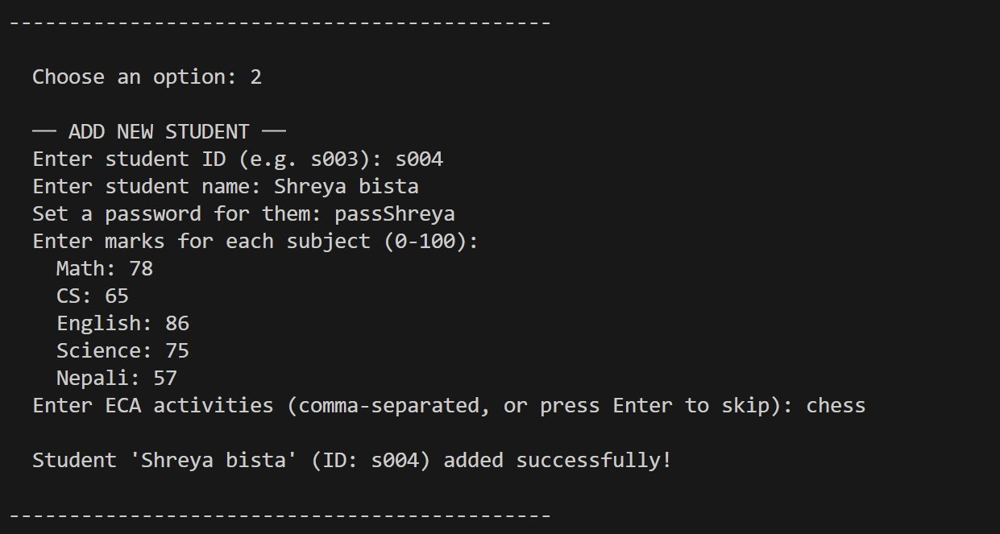 ---------------------------------------------
Choose an option: 2
── ADD NEW STUDENT ──
Enter student ID (e.g. s003): s004
Enter student name: Shreya bista
Set a password for them: passShreya
Enter marks for each subject (0-100):
Math: 78
CS: 65
English: 86
Science: 75
Nepali: 57
Enter ECA activities (comma-separated, or press Enter to skip): chess
Student 'Shreya bista' (ID: s004) added successfully!
---------------------------------------------